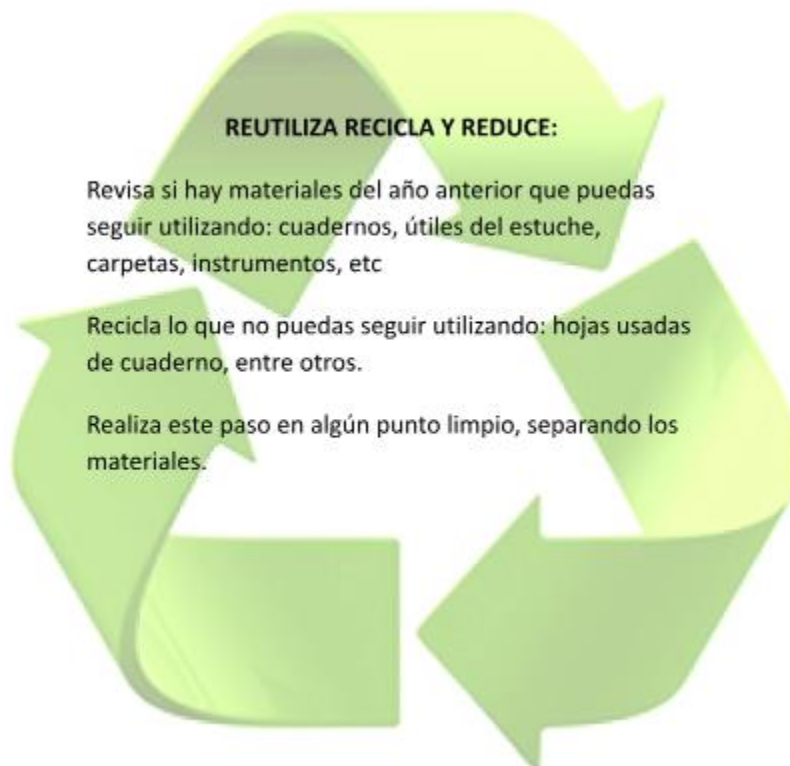 REUTILIZA RECICLA Y REDUCE:
Revisa si hay materiales del año anterior que puedas
seguir utilizando: cuadernos, útiles del estuche,
carpetas, instrumentos, etc
Recicla lo que no puedas seguir utilizando: hojas usadas
de cuaderno, entre otros.
Realiza este paso en algún punto limpio, separando los
materiales.